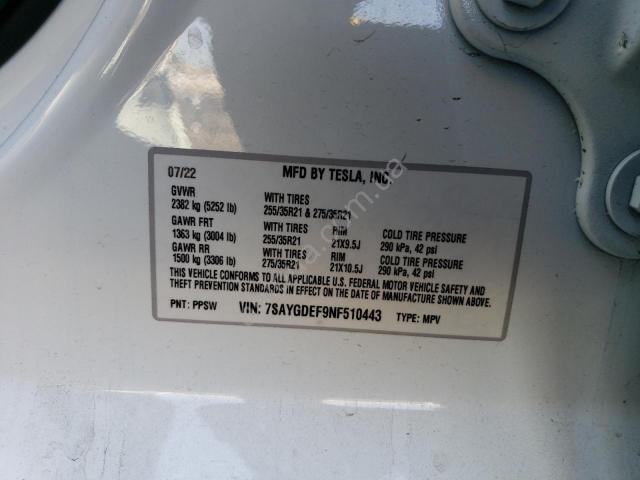 07/22 MFD BY TESLA, INC.
GVWR WITH TIRES
2382 kg (5252 lb) 255/35R21 & 275/35R21
GAWR FRT WITH TIRES RIM COLD TIRE PRESSURE
1363 kg (3004 lb) 255/35R21 21X9.5J 290 kPa, 42 psi
GAWR RR WITH TIRES RIM COLD TIRE PRESSURE
1500 kg (3306 lb) 275/35R21 21X10.5J 290 kPa, 42 psi
THIS VEHICLE CONFORMS TO ALL APPLICABLE U.S. FEDERAL MOTOR VEHICLE SAFETY AND
THEFT PREVENTION STANDARDS IN EFFECT ON THE DATE OF MANUFACTURE SHOWN ABOVE.
PNT: PPSW VIN: 7SAYGDEF9NF510443 TYPE: MPV